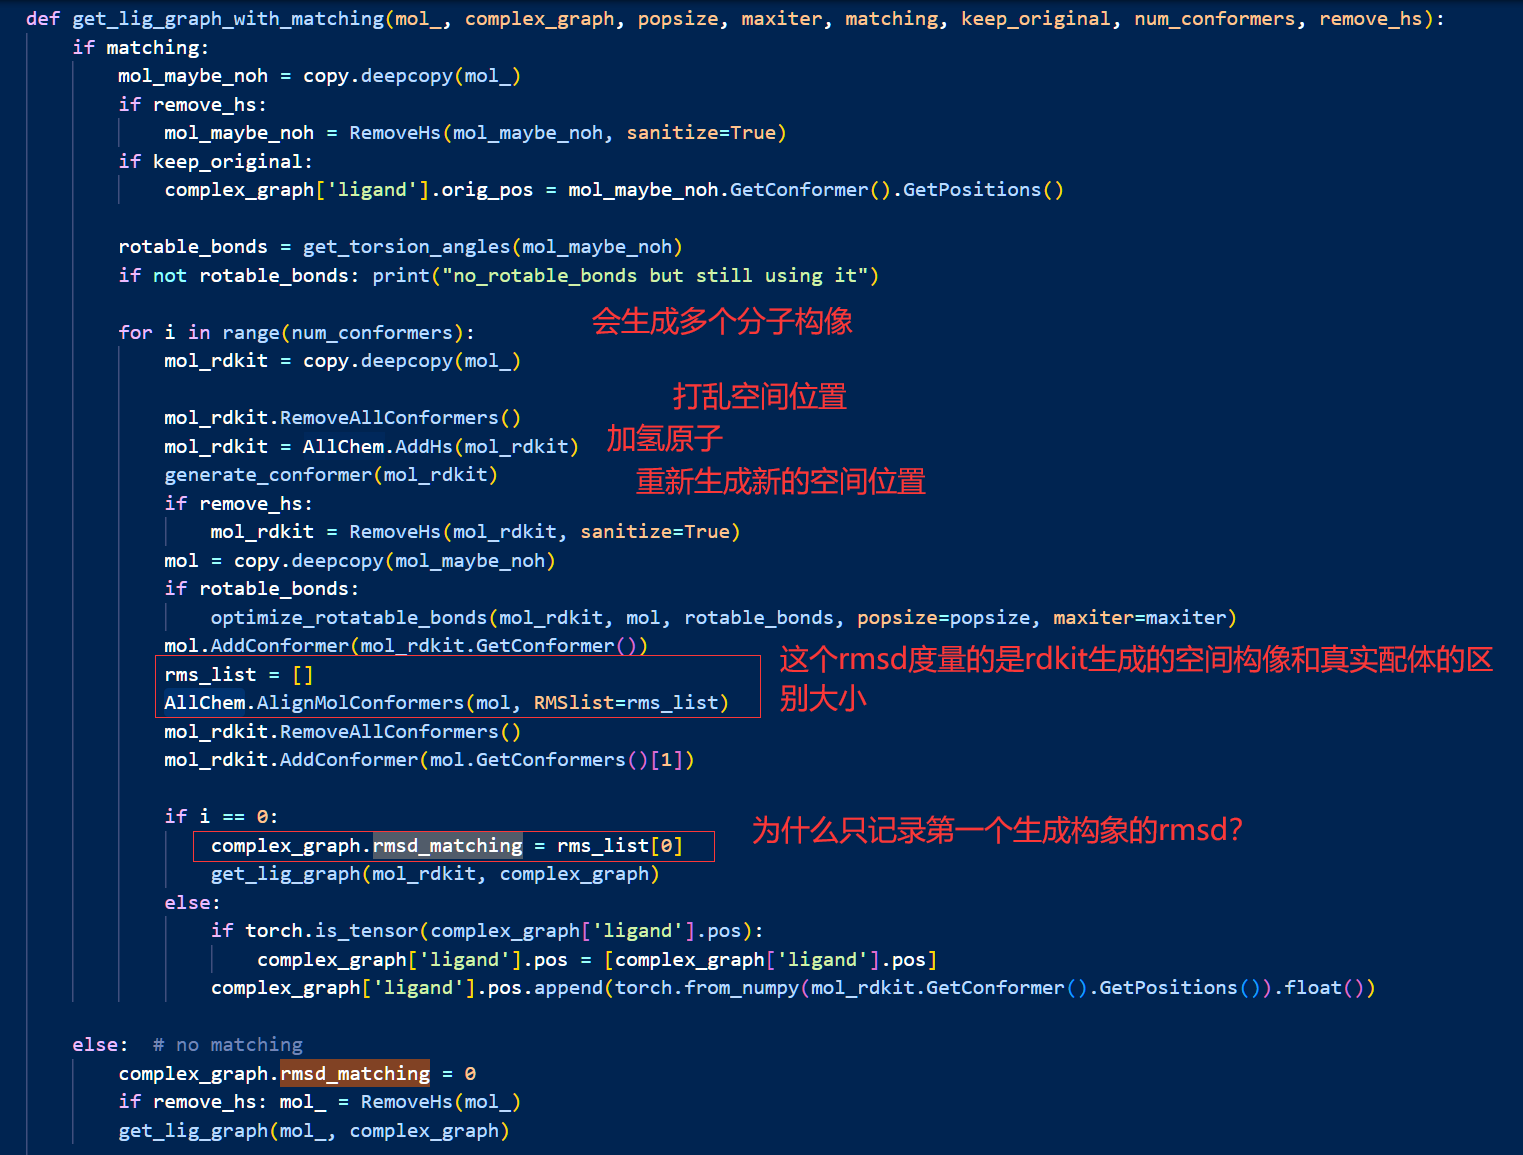 def get_lig_graph_with_matching(mol_, complex_graph, popsize, maxiter, matching, keep_original, num_conformers, remove_hs):
if matching:
mol_maybe_noh = copy.deepcopy(mol_)
if remove_hs:
mol_maybe_noh = RemoveHs(mol_maybe_noh, sanitize=True)
if keep_original:
complex_graph['ligand'].orig_pos = mol_maybe_noh.GetConformer().GetPositions()
rotable_bonds = get_torsion_angles(mol_maybe_noh)
if not rotable_bonds: print("no_rotable_bonds but still using it")
for i in range(num_conformers):
会生成多个分子构像
mol_rdkit = copy.deepcopy(mol_)
打乱空间位置
mol_rdkit.RemoveAllConformers()
mol_rdkit = AllChem.AddHs(mol_rdkit)
加氢原子
generate_conformer(mol_rdkit)
重新生成新的空间位置
if remove_hs:
mol_rdkit = RemoveHs(mol_rdkit, sanitize=True)
mol = copy.deepcopy(mol_maybe_noh)
if rotable_bonds:
optimize_rotatable_bonds(mol_rdkit, mol, rotable_bonds, popsize=popsize, maxiter=maxiter)
mol.AddConformer(mol_rdkit.GetConformer())
rms_list = []
AllChem.AlignMolConformers(mol, RMSlist=rms_list)
这个rmsd度量的是rdkit生成的空间构像和真实配体的区
别大小
mol_rdkit.RemoveAllConformers()
mol_rdkit.AddConformer(mol.GetConformers()[1])
if i == 0:
complex_graph.rmsd_matching = rms_list[0]
为什么只记录第一个生成构象的rmsd?
get_lig_graph(mol_rdkit, complex_graph)
else:
if torch.is_tensor(complex_graph['ligand'].pos):
complex_graph['ligand'].pos = [complex_graph['ligand'].pos]
complex_graph['ligand'].pos.append(torch.from_numpy(mol_rdkit.GetConformer().GetPositions()).float())
else:  # no matching
complex_graph.rmsd_matching = 0
if remove_hs: mol_ = RemoveHs(mol_)
get_lig_graph(mol_, complex_graph)